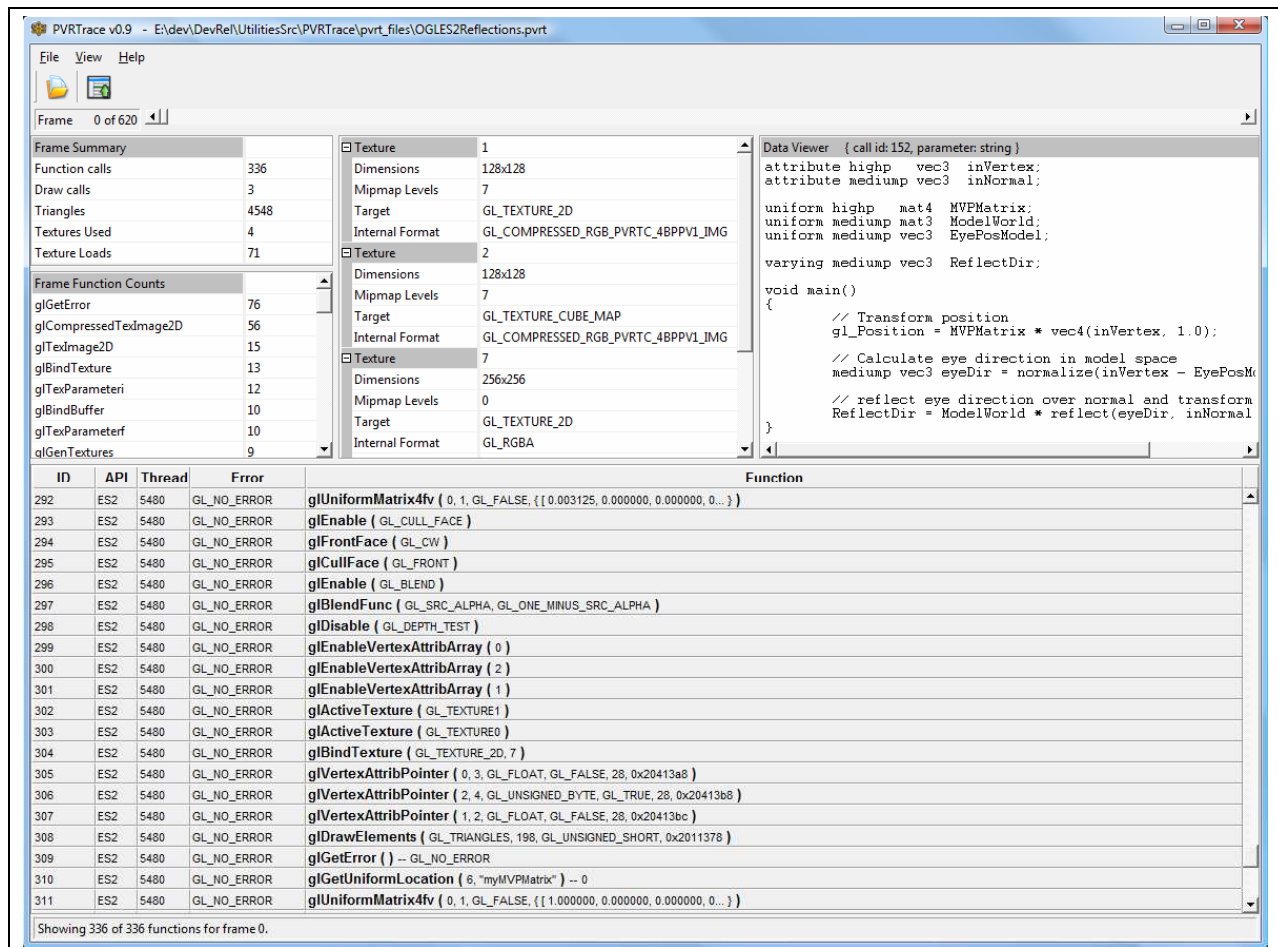 PVRTrace v0.9 - E:\dev\DevRel\UtilitiesSrc\PVRTrace\pvrt_files\OGLES2Reflections.pvrt
File View Help
Frame 0 of 620
Frame Summary
Function calls 336
Draw calls 3
Triangles 4548
Textures Used 4
Texture Loads 71
Frame Function Counts
glGetError 76
glCompressedTexImage2D 56
glTexImage2D 15
glBindTexture 13
glTexParameteri 12
glBindBuffer 10
glTexParameterf 10
glGenTextures 9
Texture 1
Dimensions 128x128
Mipmap Levels 7
Target GL_TEXTURE_2D
Internal Format GL_COMPRESSED_RGB_PVRTC_4BPPV1_IMG
Texture 2
Dimensions 128x128
Mipmap Levels 7
Target GL_TEXTURE_CUBE_MAP
Internal Format GL_COMPRESSED_RGB_PVRTC_4BPPV1_IMG
Texture 7
Dimensions 256x256
Mipmap Levels 0
Target GL_TEXTURE_2D
Internal Format GL_RGBA
Data Viewer { call id: 152, parameter: string }
attribute highp vec3 inVertex;
attribute mediump vec3 inNormal;
uniform highp mat4 MVPMatrix;
uniform mediump mat3 ModelWorld;
uniform mediump vec3 EyePosModel;
varying mediump vec3 ReflectDir;
void main()
{
// Transform position
gl_Position = MVPMatrix * vec4(inVertex, 1.0);
// Calculate eye direction in model space
mediump vec3 eyeDir = normalize(inVertex - EyePosM
// reflect eye direction over normal and transform
ReflectDir = ModelWorld * reflect(eyeDir, inNormal
}
ID API Thread Error Function
292 ES2 5480 GL_NO_ERROR glUniformMatrix4fv ( 0, 1, GL_FALSE, { [ 0.003125, 0.000000, 0.000000, 0... } )
293 ES2 5480 GL_NO_ERROR glEnable ( GL_CULL_FACE )
294 ES2 5480 GL_NO_ERROR glFrontFace ( GL_CW )
295 ES2 5480 GL_NO_ERROR glCullFace ( GL_FRONT )
296 ES2 5480 GL_NO_ERROR glEnable ( GL_BLEND )
297 ES2 5480 GL_NO_ERROR glBlendFunc ( GL_SRC_ALPHA, GL_ONE_MINUS_SRC_ALPHA )
298 ES2 5480 GL_NO_ERROR glDisable ( GL_DEPTH_TEST )
299 ES2 5480 GL_NO_ERROR glEnableVertexAttribArray ( 0 )
300 ES2 5480 GL_NO_ERROR glEnableVertexAttribArray ( 2 )
301 ES2 5480 GL_NO_ERROR glEnableVertexAttribArray ( 1 )
302 ES2 5480 GL_NO_ERROR glActiveTexture ( GL_TEXTURE1 )
303 ES2 5480 GL_NO_ERROR glActiveTexture ( GL_TEXTURE0 )
304 ES2 5480 GL_NO_ERROR glBindTexture ( GL_TEXTURE_2D, 7 )
305 ES2 5480 GL_NO_ERROR glVertexAttribPointer ( 0, 3, GL_FLOAT, GL_FALSE, 28, 0x20413a8 )
306 ES2 5480 GL_NO_ERROR glVertexAttribPointer ( 2, 4, GL_UNSIGNED_BYTE, GL_TRUE, 28, 0x20413b8 )
307 ES2 5480 GL_NO_ERROR glVertexAttribPointer ( 1, 2, GL_FLOAT, GL_FALSE, 28, 0x20413bc )
308 ES2 5480 GL_NO_ERROR glDrawElements ( GL_TRIANGLES, 198, GL_UNSIGNED_SHORT, 0x2011378 )
309 ES2 5480 GL_NO_ERROR glGetError ( ) -- GL_NO_ERROR
310 ES2 5480 GL_NO_ERROR glGetUniformLocation ( 6, "myMVPMatrix" ) -- 0
311 ES2 5480 GL_NO_ERROR glUniformMatrix4fv ( 0, 1, GL_FALSE, { [ 1.000000, 0.000000, 0.000000, 0... } )
Showing 336 of 336 functions for frame 0.